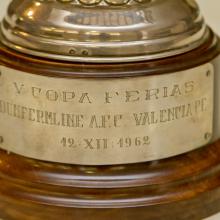 V COPA FERIAS
DUNFERMLINE A.F.C. VALENCIA C.F.
12-XII-1962